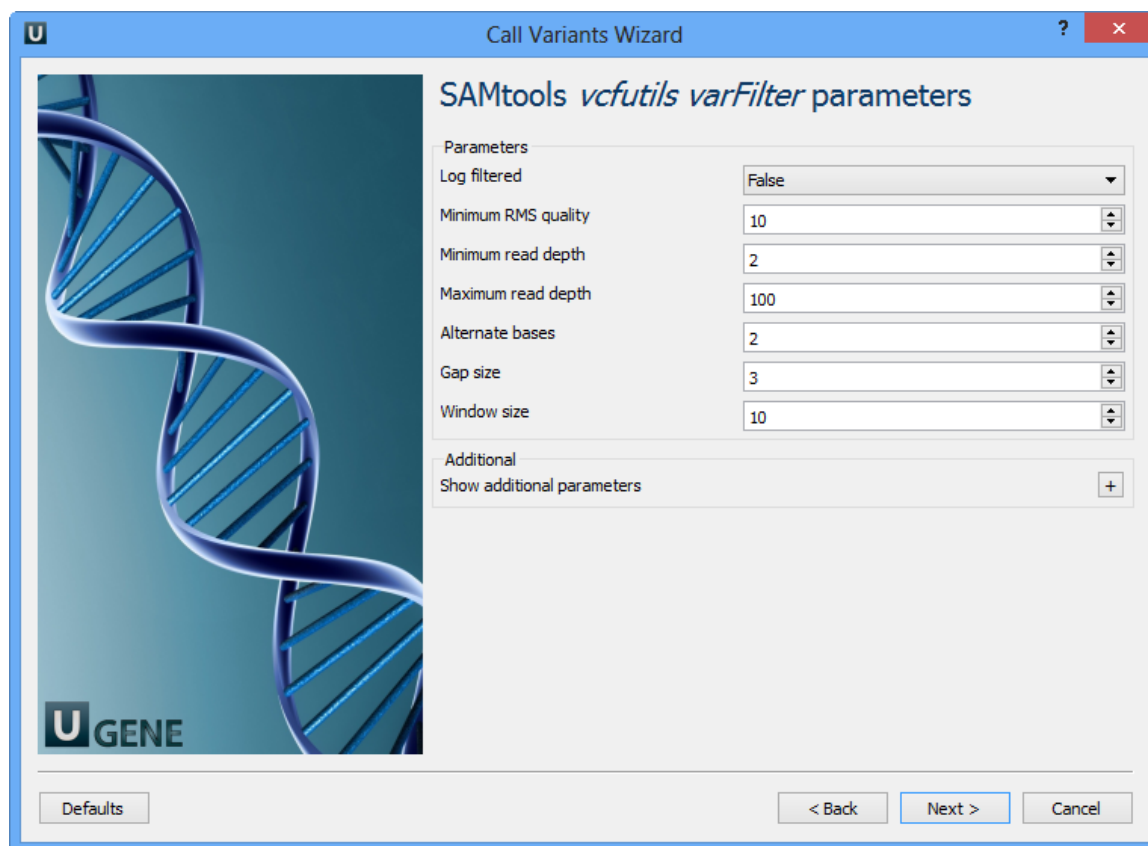 U
Call Variants Wizard
?
SAMtools vcfutils varFilter parameters
Parameters
Log filtered False
Minimum RMS quality 10
Minimum read depth 2
Maximum read depth 100
Alternate bases 2
Gap size 3
Window size 10
Additional
Show additional parameters +
U GENE
Defaults < Back Next > Cancel